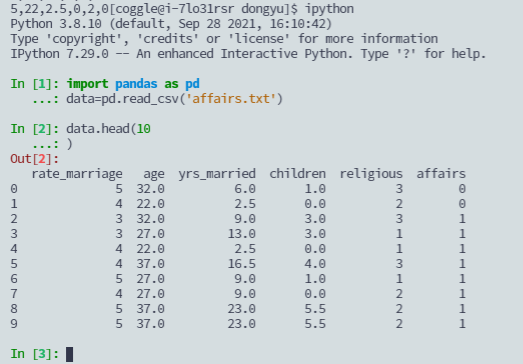 5,22,2.5,0,2,0[coggle@i-7lo31rsr dongyu]$ ipython
Python 3.8.10 (default, Sep 28 2021, 16:10:42)
Type 'copyright', 'credits' or 'license' for more information
IPython 7.29.0 -- An enhanced Interactive Python. Type '?' for help.
In [1]: import pandas as pd
...: data=pd.read_csv('affairs.txt')
In [2]: data.head(10
...: )
Out[2]:
rate_marriage age yrs_married children religious affairs
0 5 32.0 6.0 1.0 3 0
1 4 22.0 2.5 0.0 2 0
2 3 32.0 9.0 3.0 3 1
3 3 27.0 13.0 3.0 1 1
4 4 22.0 2.5 0.0 1 1
5 4 37.0 16.5 4.0 3 1
6 5 27.0 9.0 1.0 1 1
7 4 27.0 9.0 0.0 2 1
8 5 37.0 23.0 5.5 2 1
9 5 37.0 23.0 5.5 2 1
In [3]: